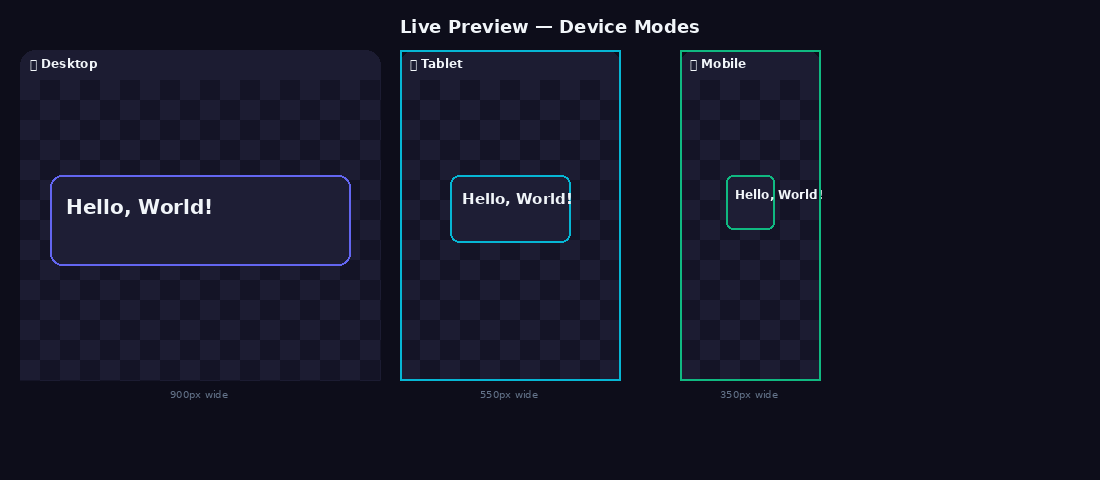 Live Preview — Device Modes
Desktop
Tablet
Mobile
Hello, World!
Hello, World!
Hello, World!
900px wide
550px wide
350px wide